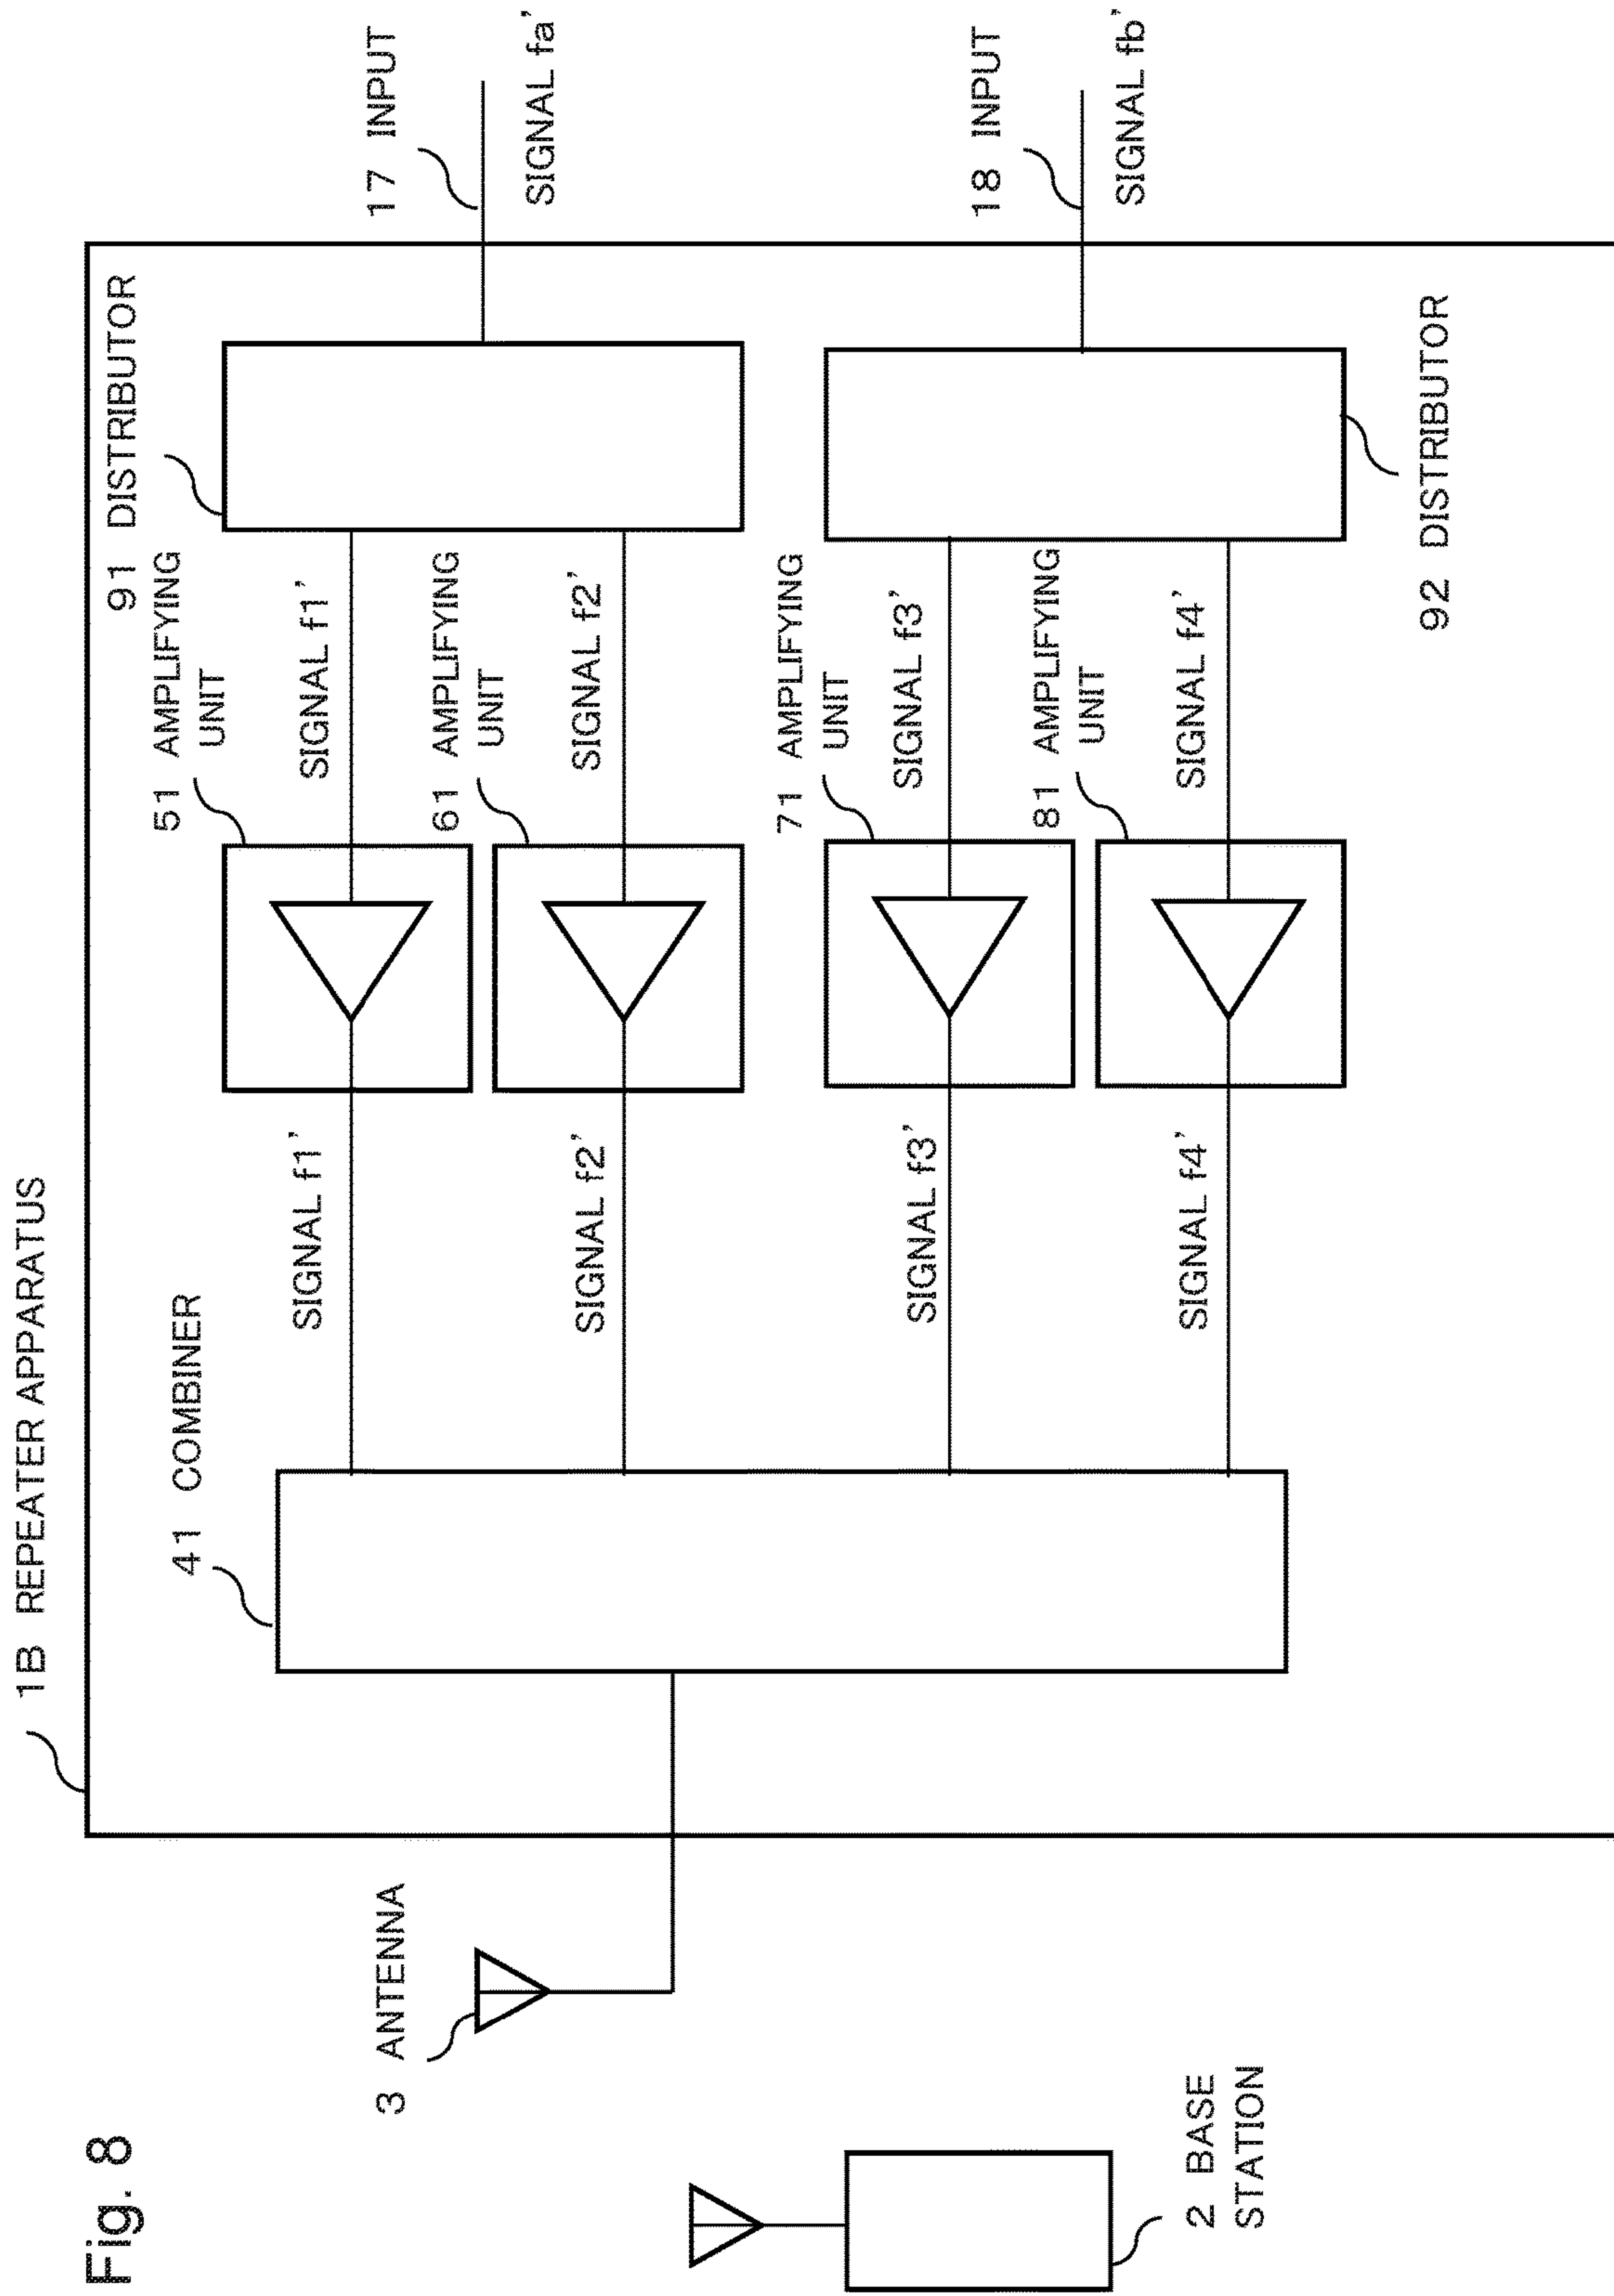 Fig. 8
1B REPEATER APPARATUS
3 ANTENNA
2 BASE
STATION
41 COMBINER
51 AMPLIFYING
UNIT
91 DISTRIBUTOR
17 INPUT
SIGNAL f1'
SIGNAL f1'
SIGNAL fa'
61 AMPLIFYING
UNIT
SIGNAL f2'
SIGNAL f2'
71 AMPLIFYING
UNIT
SIGNAL f3'
SIGNAL f3'
18 INPUT
SIGNAL fb'
81 AMPLIFYING
UNIT
SIGNAL f4'
SIGNAL f4'
92 DISTRIBUTOR